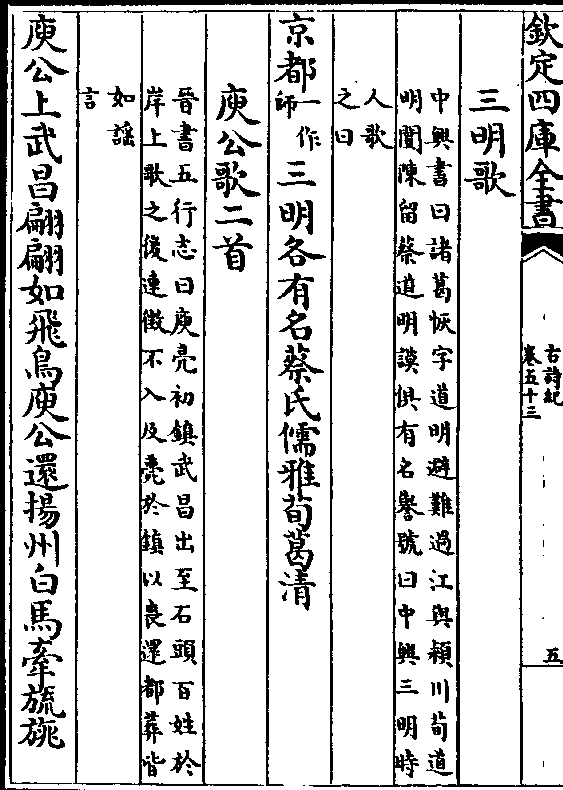 欽定四庫全書
古詩紀
卷五十三
五
三明歌
中興書曰諸葛恢字道明避難過江與潁川荀道
明闓陳留蔡道明謨俱有名譽號曰中興三明時
人歌
之曰
京都一作師三明各有名蔡氏儒雅荀葛清
庾公歌二首
晉書五行志曰庾亮初鎮武昌出至石頭百姓於
岸上歌之後連徵不入及薨於鎮以喪還都葬皆
如謡
言
庾公上武昌翩翩如飛鳥庾公還揚州白馬牽旒旐